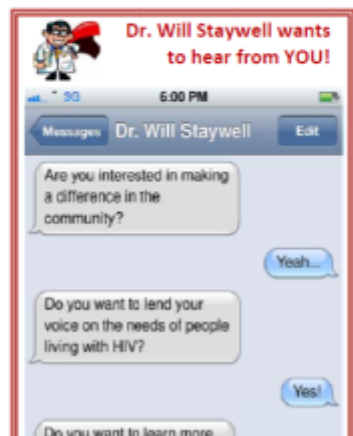 Dr. Will Staywell wants
to hear from YOU!
3G
6:00 PM
Messages
Dr. Will Staywell
Edit
Are you interested in making
a difference in the
community?
Yeah...
Do you want to lend your
voice on the needs of people
living with HIV?
Yes!
Do you want to learn more